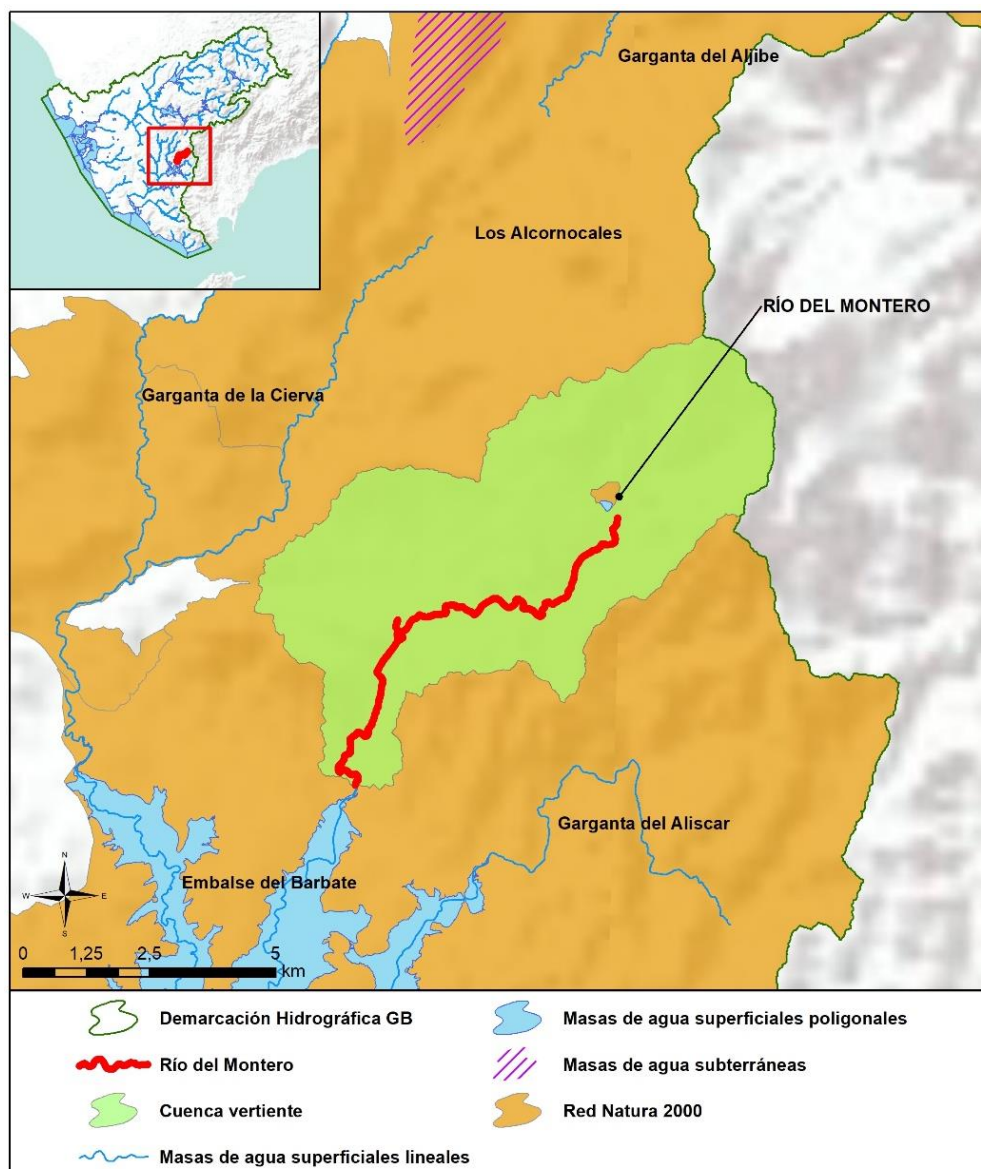 Garganta del Aljibe
Los Alcornocales
RÍO DEL MONTERO
Garganta de la Cierva
Garganta del Aliscar
Embalse del Barbate
N
W E
S
0 1,25 2,5 5
km
Demarcación Hidrográfica GB
Masas de agua superficiales poligonales
Río del Montero
Masas de agua subterráneas
Cuenca vertiente
Red Natura 2000
Masas de agua superficiales lineales